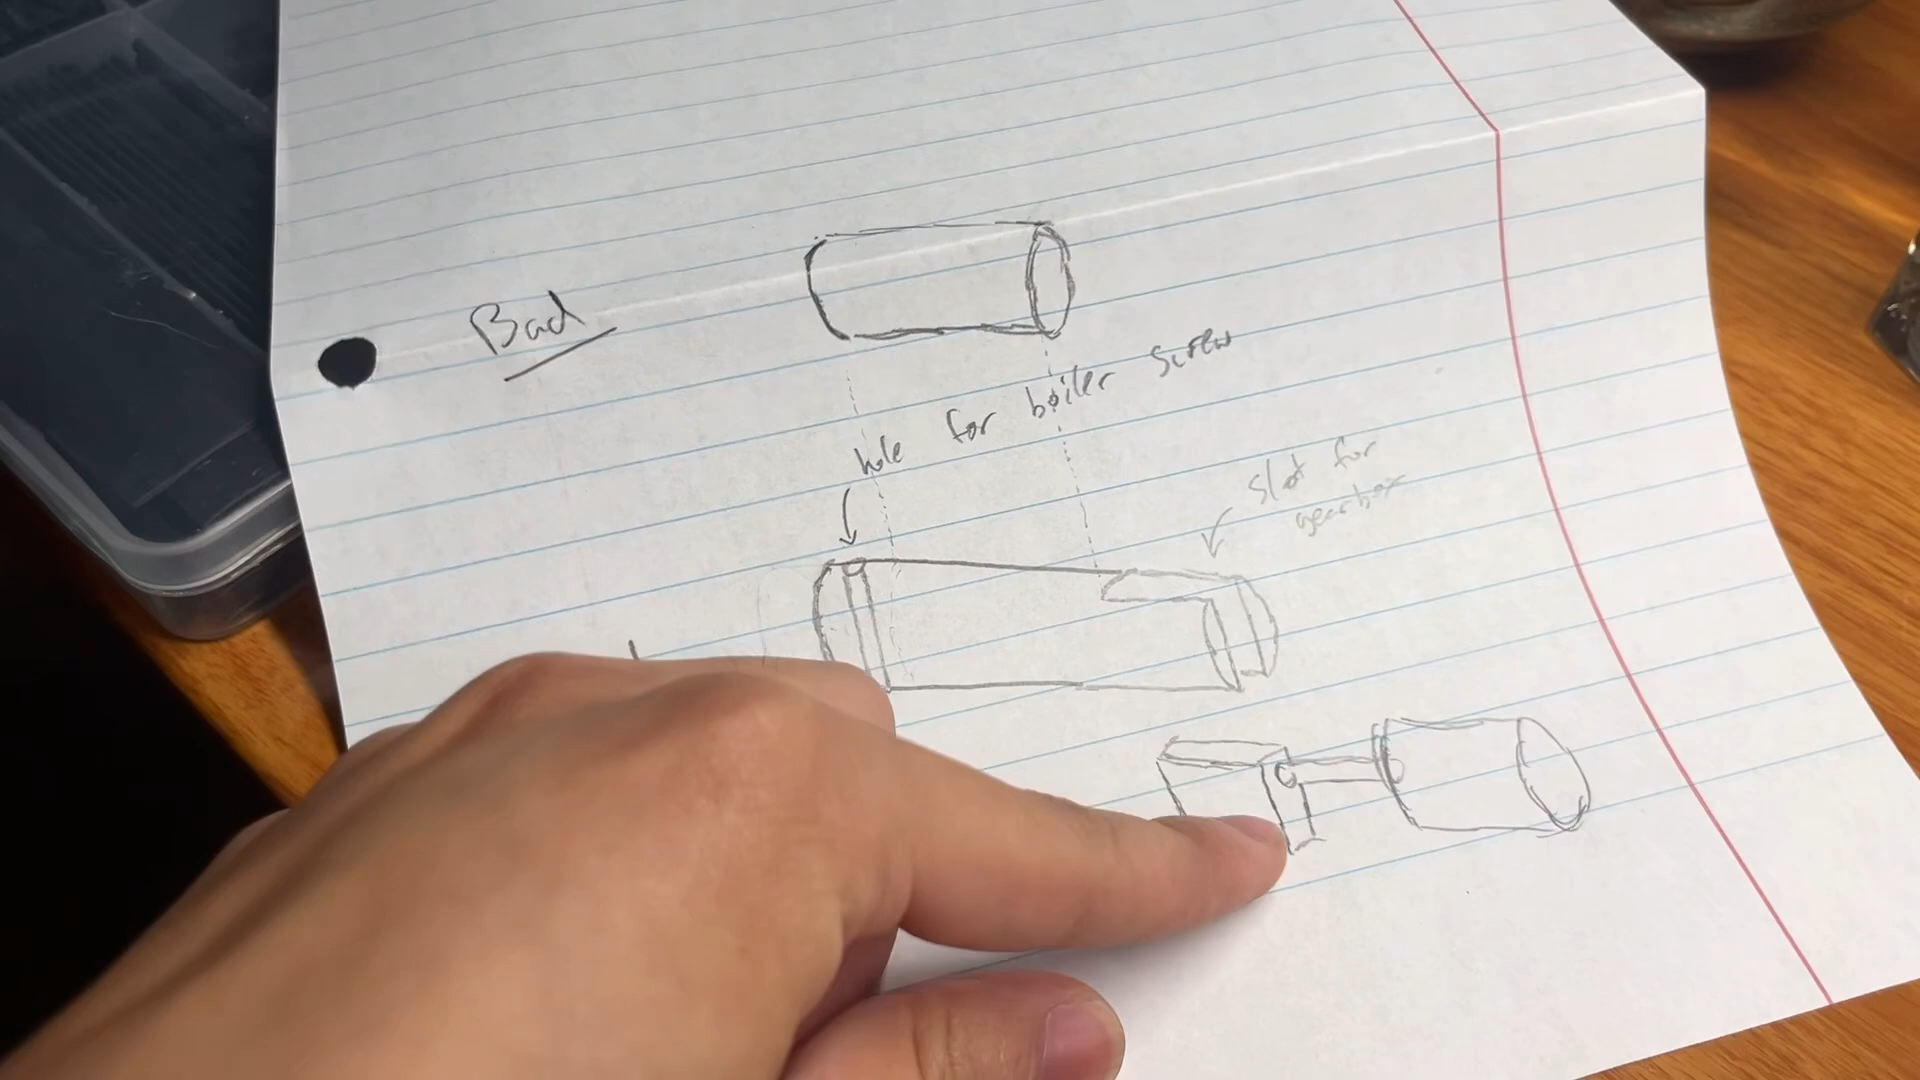 Bad
hole for boiler screw
slot for
gearbox